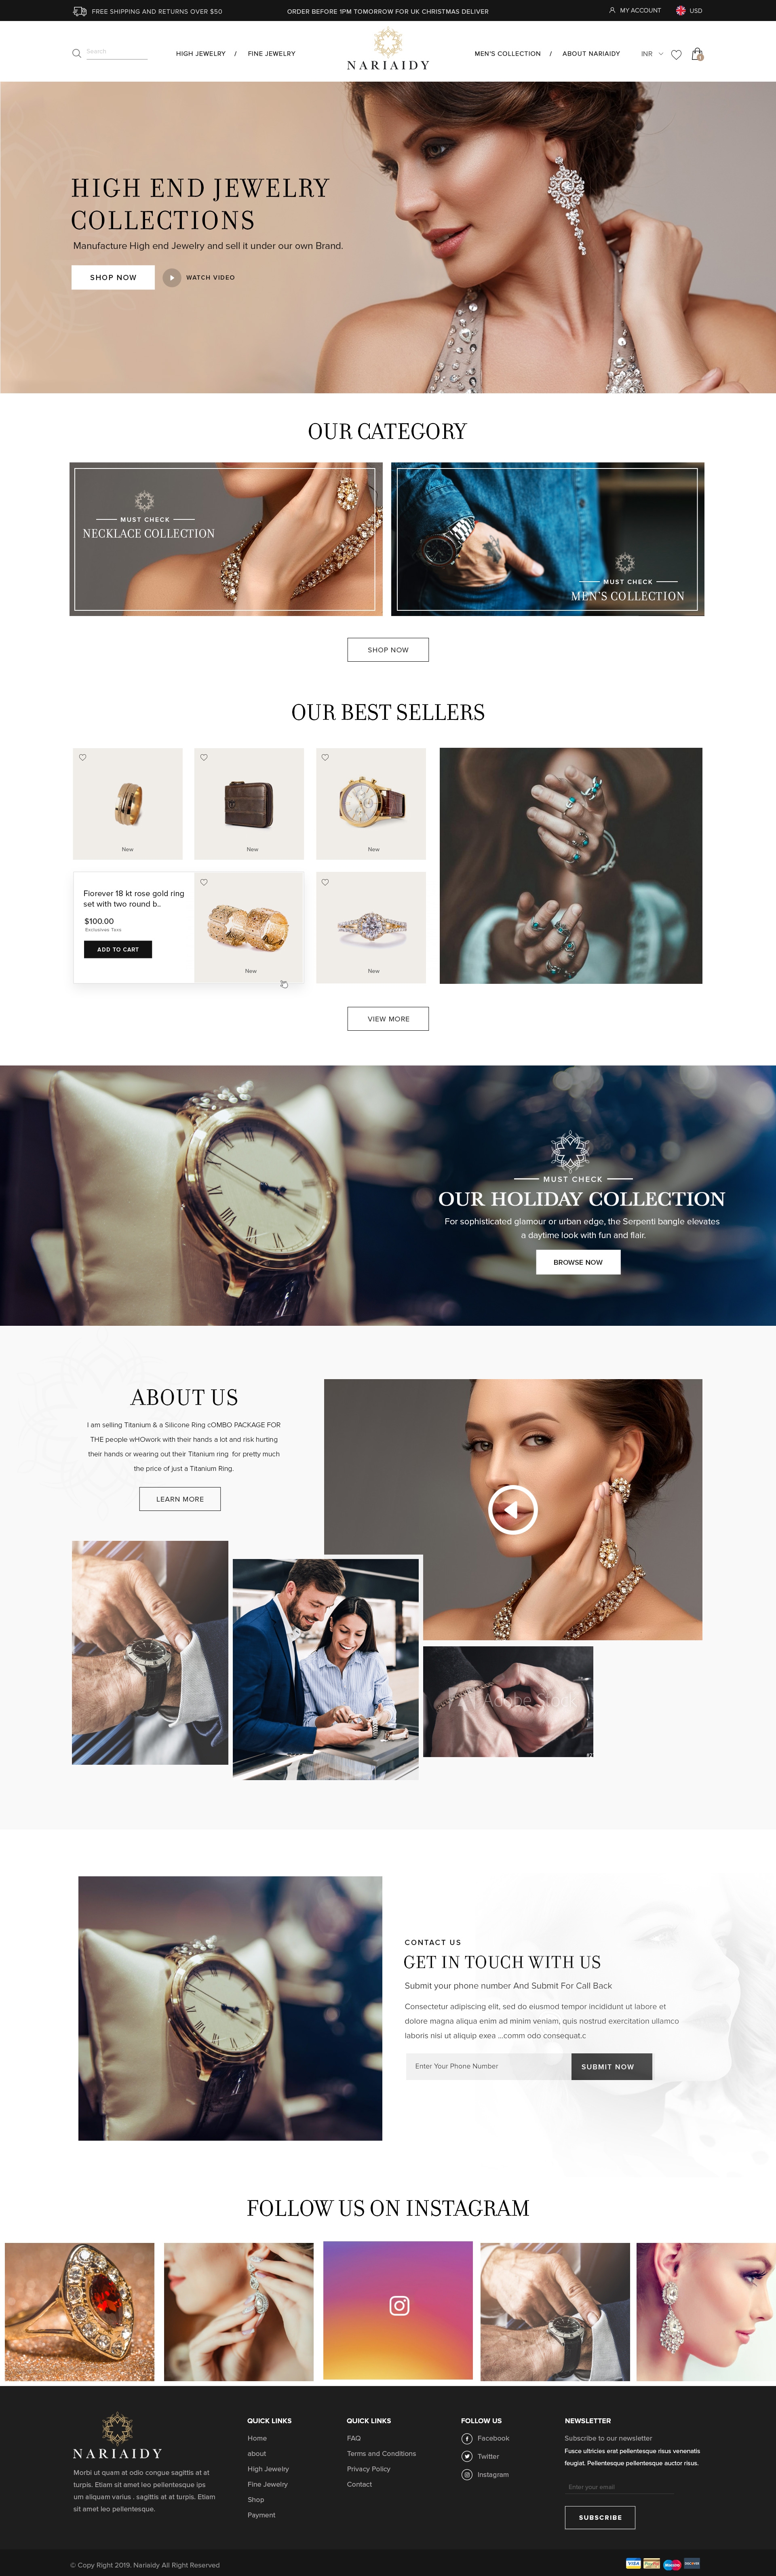 FREE SHIPPING AND RETURNS OVER $50
ORDER BEFORE 1PM TOMORROW FOR UK CHRISTMAS DELIVER
MY ACCOUNT
USD
Search
HIGH JEWELRY / FINE JEWELRY
NARIAIDY
MEN'S COLLECTION / ABOUT NARIAIDY
INR
1
HIGH END JEWELRY
COLLECTIONS
Manufacture High end Jewelry and sell it under our own Brand.
SHOP NOW
WATCH VIDEO
OUR CATEGORY
MUST CHECK
NECKLACE COLLECTION
MUST CHECK
MEN'S COLLECTION
SHOP NOW
OUR BEST SELLERS
New
New
New
Fiorever 18 kt rose gold ring
set with two round b..
$100.00
Exclusives Taxs
ADD TO CART
New
New
VIEW MORE
MUST CHECK
OUR HOLIDAY COLLECTION
For sophisticated glamour or urban edge, the Serpenti bangle elevates
a daytime look with fun and flair.
BROWSE NOW
ABOUT US
I am selling Titanium & a Silicone Ring cOMBO PACKAGE FOR
THE people wHOwork with their hands a lot and risk hurting
their hands or wearing out their Titanium ring for pretty much
the price of just a Titanium Ring.
LEARN MORE
Adobe Stock
CONTACT US
GET IN TOUCH WITH US
Submit your phone number And Submit For Call Back
Consectetur adipiscing elit, sed do eiusmod tempor incididunt ut labore et
dolore magna aliqua enim ad minim veniam, quis nostrud exercitation ullamco
laboris nisi ut aliquip exea ...comm odo consequat.c
Enter Your Phone Number
SUBMIT NOW
FOLLOW US ON INSTAGRAM
NARIAIDY
Morbi ut quam at odio congue sagittis at at
turpis. Etiam sit amet leo pellentesque ips
um aliquam varius . sagittis at at turpis. Etiam
sit amet leo pellentesque.
QUICK LINKS
Home
about
High Jewelry
Fine Jewelry
Shop
Payment
QUICK LINKS
FAQ
Terms and Conditions
Privacy Policy
Contact
FOLLOW US
Facebook
Twitter
Instagram
NEWSLETTER
Subscribe to our newsletter
Fusce ultricies erat pellentesque risus venenatis
feugiat. Pellentesque pellentesque auctor risus.
Enter your email
SUBSCRIBE
© Copy Right 2019. Nariaidy All Right Reserved
VISA
DISCOVER